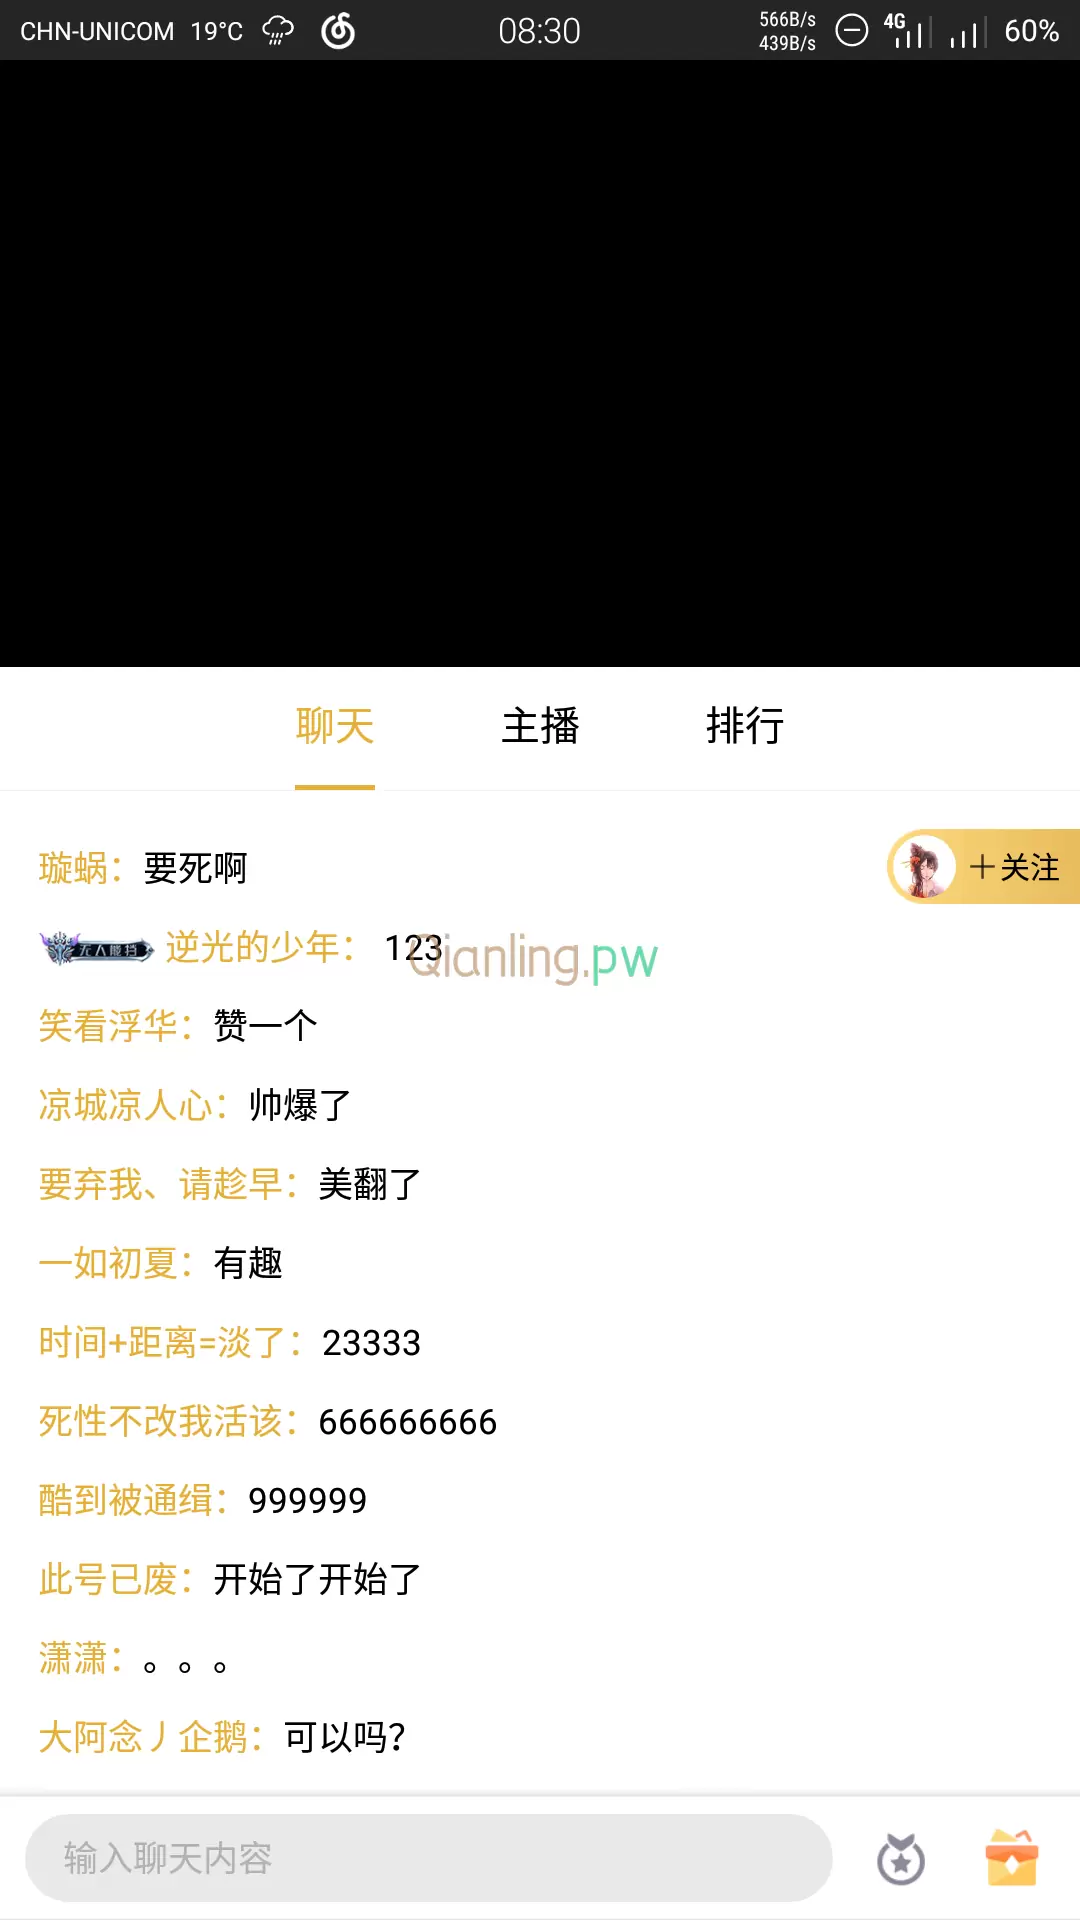 CHN-UNICOM 19°C 08:30 566B/s 4G 60%
439B/s
聊天 主播 排行
璇蜗：要死啊
＋关注
无人能挡 逆光的少年： 123
Qianling.pw
笑看浮华：赞一个
凉城凉人心：帅爆了
要弃我、请趁早：美翻了
一如初夏：有趣
时间+距离=淡了：23333
死性不改我活该：666666666
酷到被通缉：999999
此号已废：开始了开始了
潇潇：。。。
大阿念丿企鹅：可以吗？
输入聊天内容